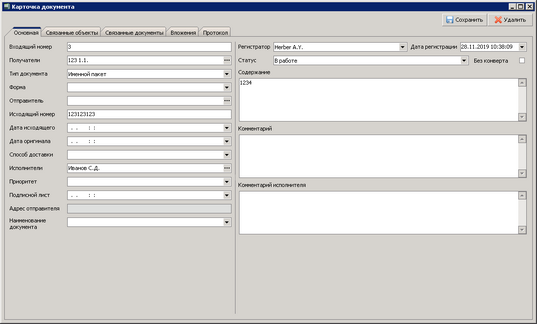 Карточка документа
Сохранить Удалить
Основная Связанные объекты Связанные документы Вложения Протокол
Входящий номер 3
Получатели 123 1.1.
Тип документа Именной пакет
Форма
Отправитель
Исходящий номер 123123123
Дата исходящего . . : :
Дата оригинала . . : :
Способ доставки
Исполнители Иванов С.Д.
Приоритет
Подписной лист . . : :
Адрес отправителя
Наименование
документа
Регистратор Herber A.Y. Дата регистрации 28.11.2019 10:38:09
Статус В работе Без конверта
Содержание
1234
Комментарий
Комментарий исполнителя